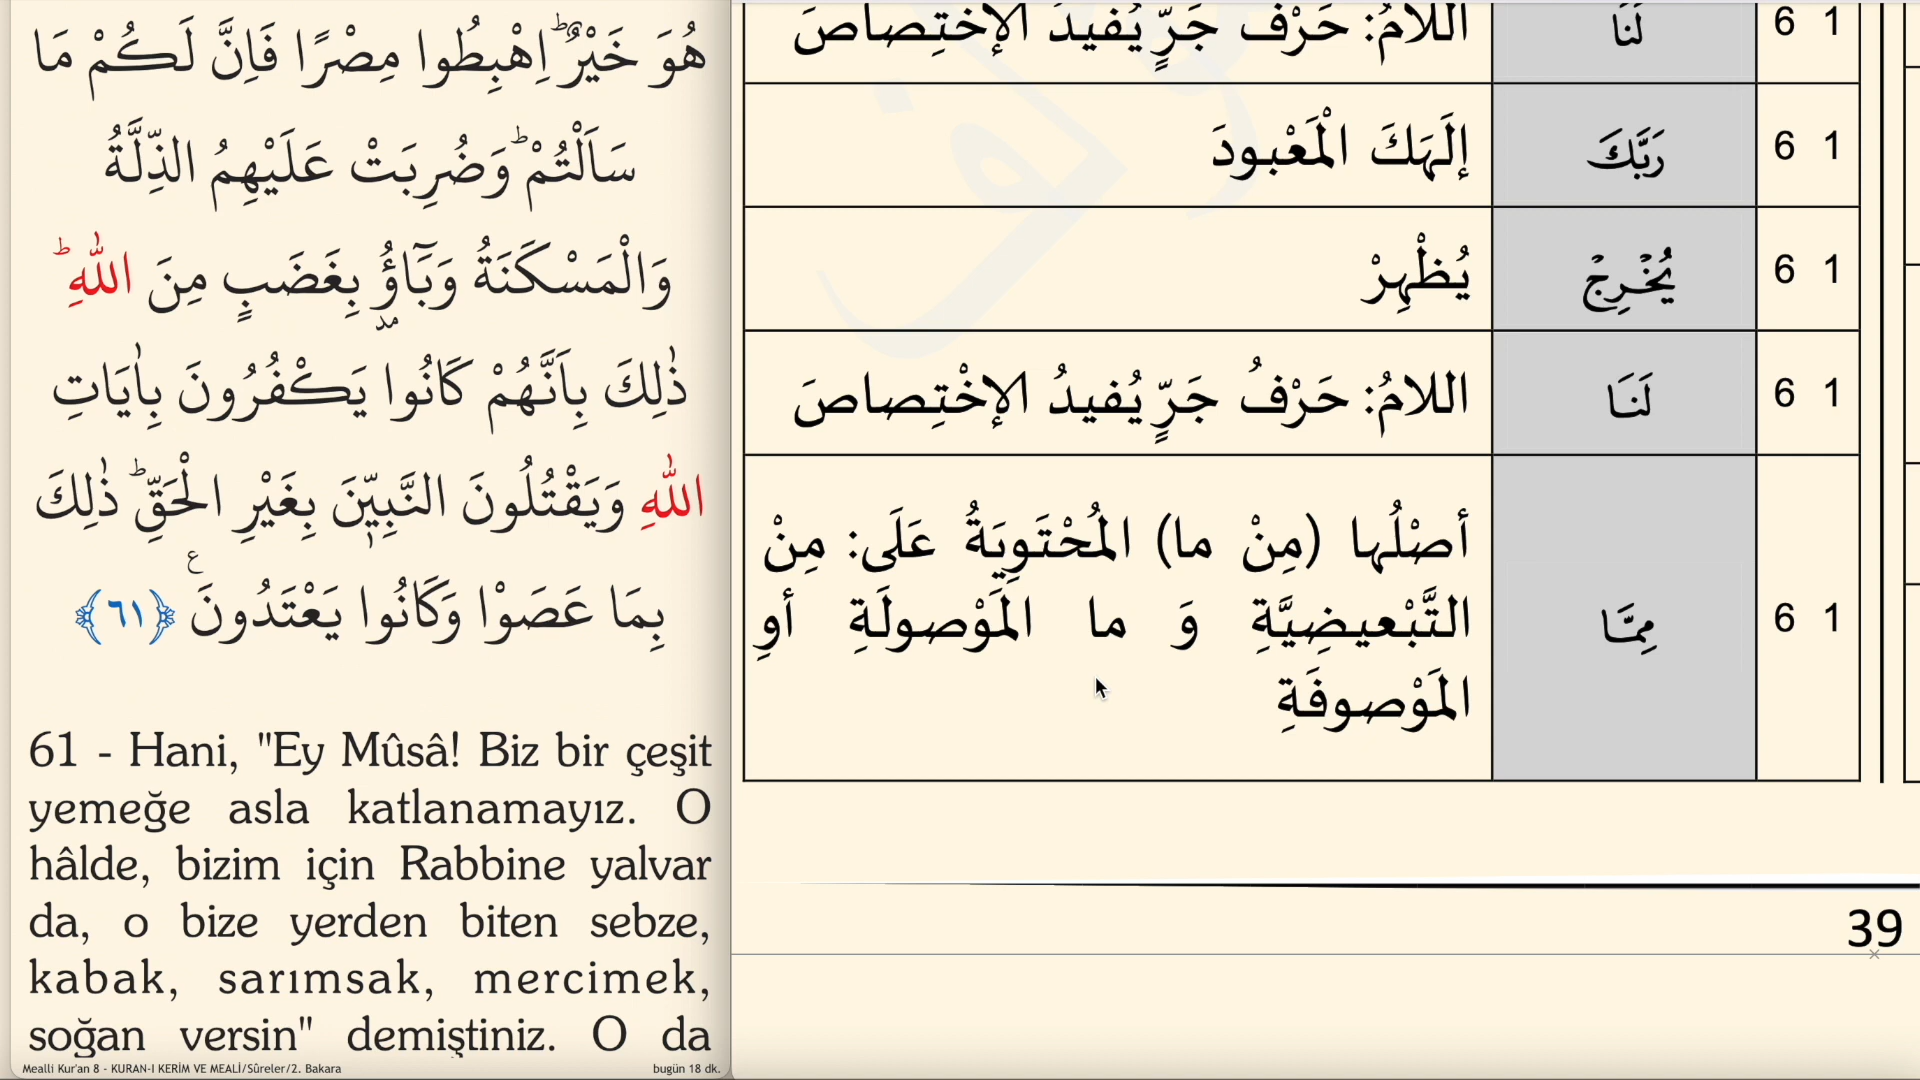 هُوَ خَيْرٌۜ اِهْبِطُوا مِصْرًا فَاِنَّ لَكُمْ مَا
سَاَلْتُمْۜ وَضُرِبَتْ عَلَيْهِمُ الذِّلَّةُ
وَالْمَسْكَنَةُ وَبَٓاؤُ۫ بِغَضَبٍ مِنَ اللّٰهِۜ
ذٰلِكَ بِاَنَّهُمْ كَانُوا يَكْفُرُونَ بِاٰيَاتِ
اللّٰهِ وَيَقْتُلُونَ النَّبِيّ۪نَ بِغَيْرِ الْحَقِّۜ ذٰلِكَ
بِمَا عَصَوْا وَكَانُوا يَعْتَدُونَ۟ ﴿٦١﴾
61 - Hani, "Ey Mûsâ! Biz bir çeşit
yemeğe asla katlanamayız. O
hâlde, bizim için Rabbine yalvar
da, o bize yerden biten sebze,
kabak, sarımsak, mercimek,
soğan versin" demiştiniz. O da
Mealli Kur'an 8 - KURAN-I KERİM VE MEALİ/Sûreler/2. Bakara
bugün 18 dk.
6 1 لَنَا اللامُ: حَرْفُ جَرٍّ يُفيدُ الإخْتِصاصَ
6 1 رَبَّكَ إلَهَكَ الْمَعْبودَ
6 1 يُخْرِجْ يُظْهِرْ
6 1 لَنَا اللامُ: حَرْفُ جَرٍّ يُفيدُ الإخْتِصاصَ
6 1 مِمَّا أصْلُها (مِنْ ما) المُحْتَوِيَةُ عَلَى: مِنْ
التَّبْعيضِيَّةِ وَ ما المَوْصولَةِ أوِ
المَوْصوفَةِ
39